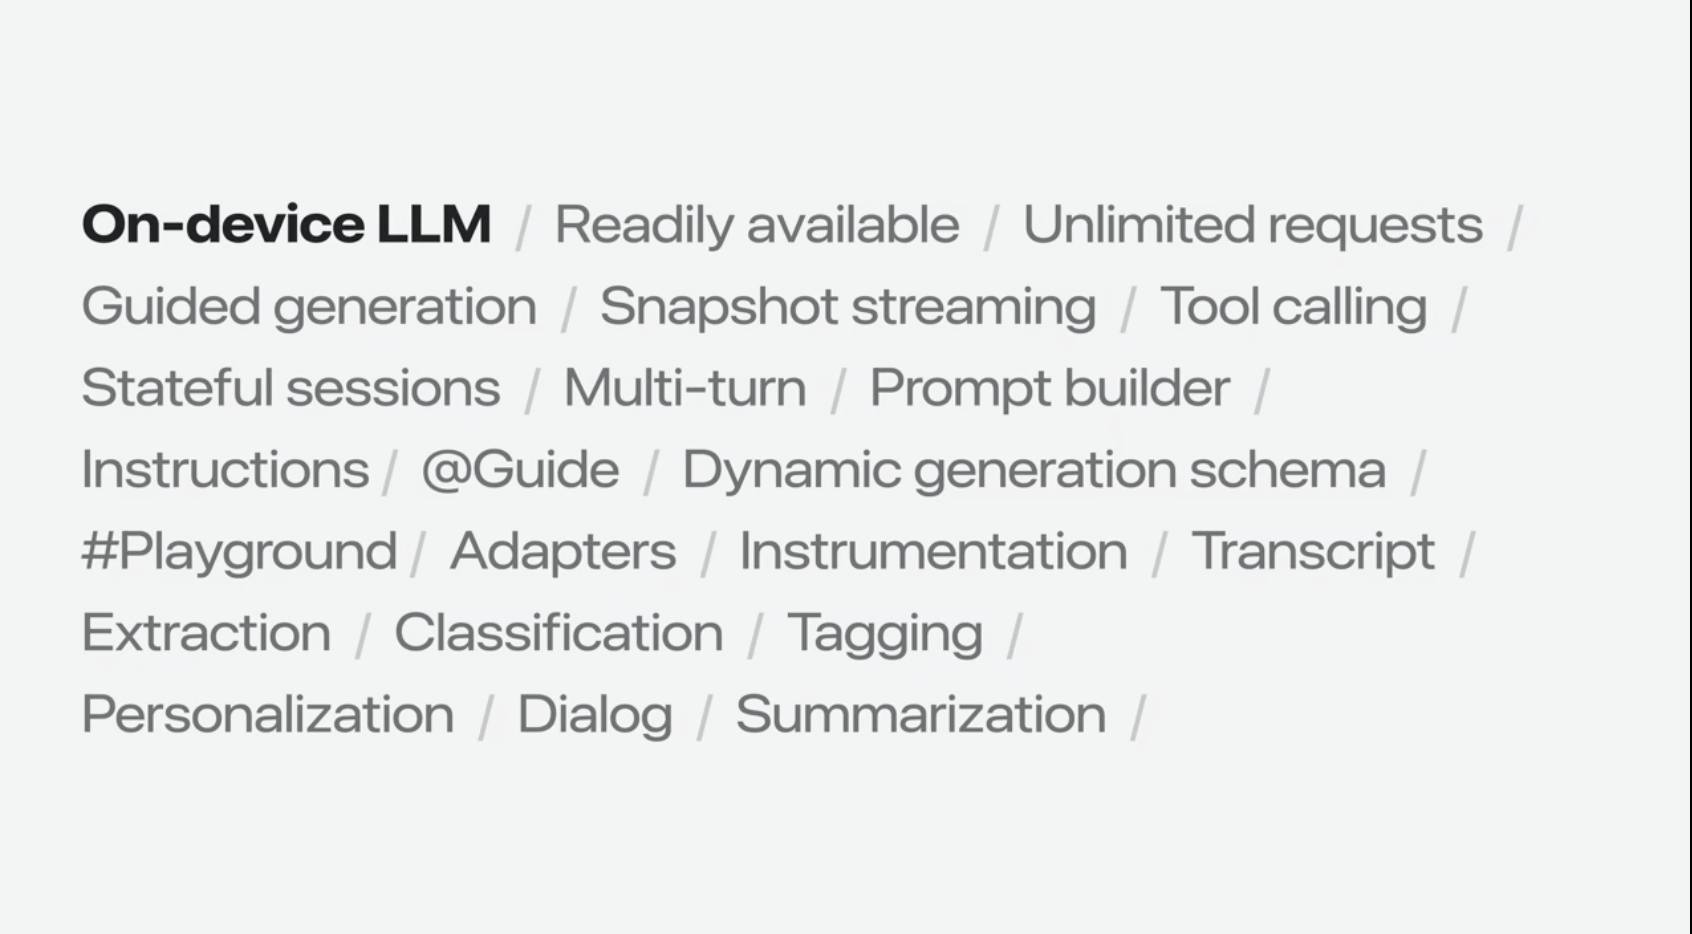 On-device LLM / Readily available / Unlimited requests /
Guided generation / Snapshot streaming / Tool calling /
Stateful sessions / Multi-turn / Prompt builder /
Instructions / @Guide / Dynamic generation schema /
#Playground / Adapters / Instrumentation / Transcript /
Extraction / Classification / Tagging /
Personalization / Dialog / Summarization /